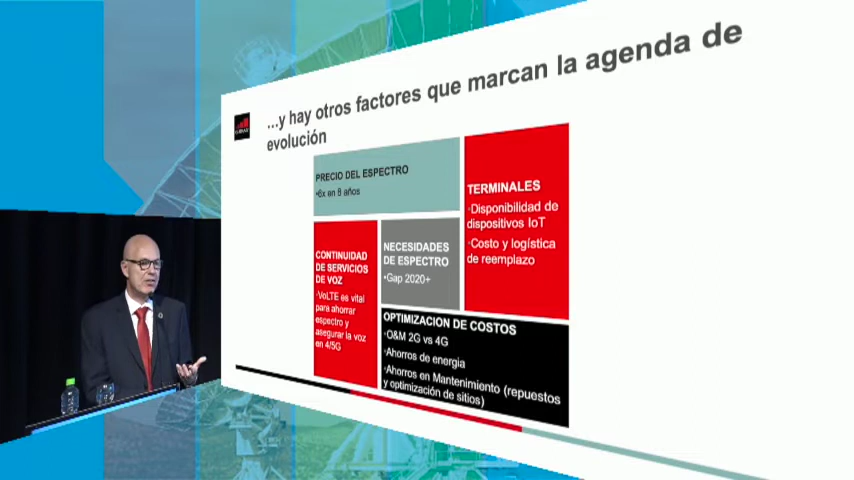 ...y hay otros factores que marcan la agenda de
evolución
PRECIO DEL ESPECTRO
•6x en 8 años
TERMINALES
•Disponibilidad de
dispositivos IoT
•Costo y logística
de reemplazo
CONTINUIDAD
DE SERVICIOS
DE VOZ
•VoLTE es vital
para ahorrar
espectro y
asegurar la voz
en 4/5G
NECESIDADES
DE ESPECTRO
•Gap 2020+
OPTIMIZACION DE COSTOS
•O&M 2G vs 4G
•Ahorros de energia
•Ahorros en Mantenimiento (repuestos
y optimización de sitios)